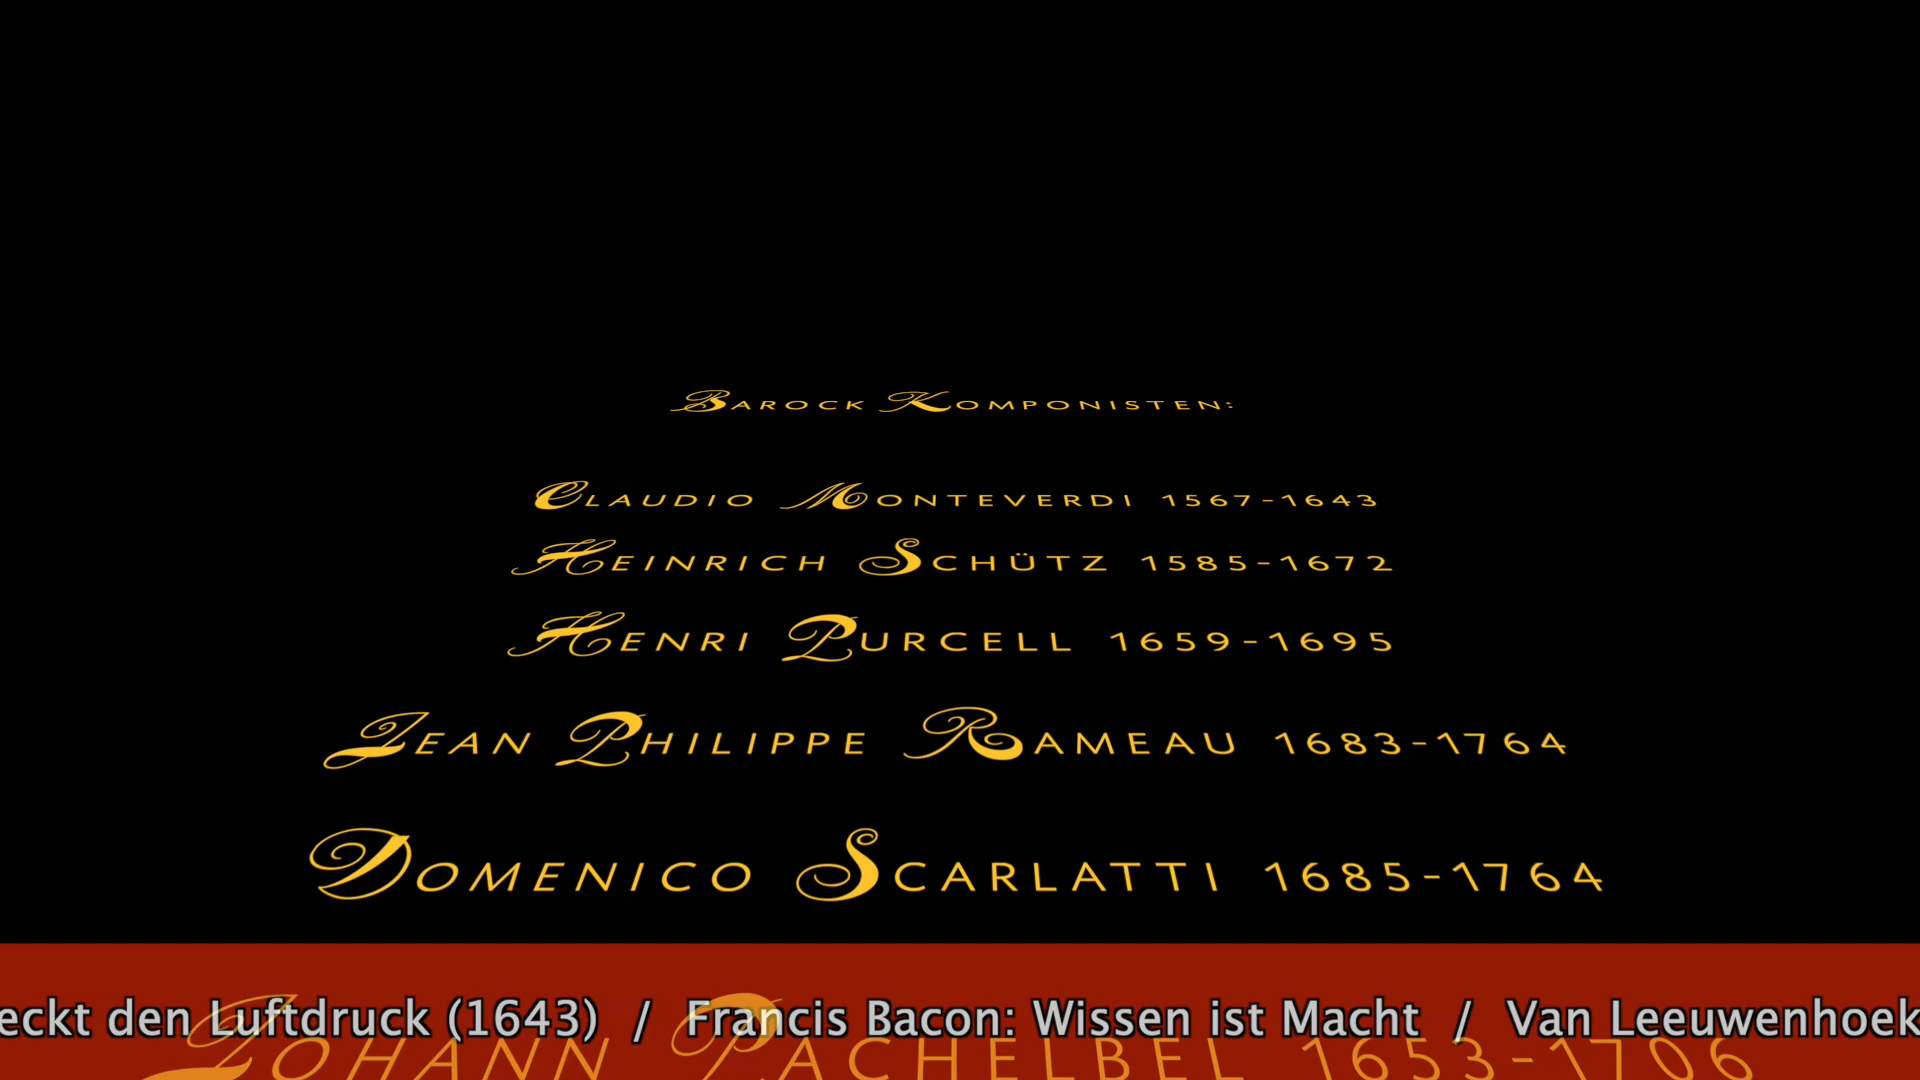 Barock Komponisten:
Claudio Monteverdi 1567-1643
Heinrich Schütz 1585-1672
Henri Purcell 1659-1695
Jean Philippe Rameau 1683-1764
Domenico Scarlatti 1685-1764
eckt den Luftdruck (1643) / Francis Bacon: Wissen ist Macht / Van Leeuwenhoek
Johann Pachelbel 1653-1706